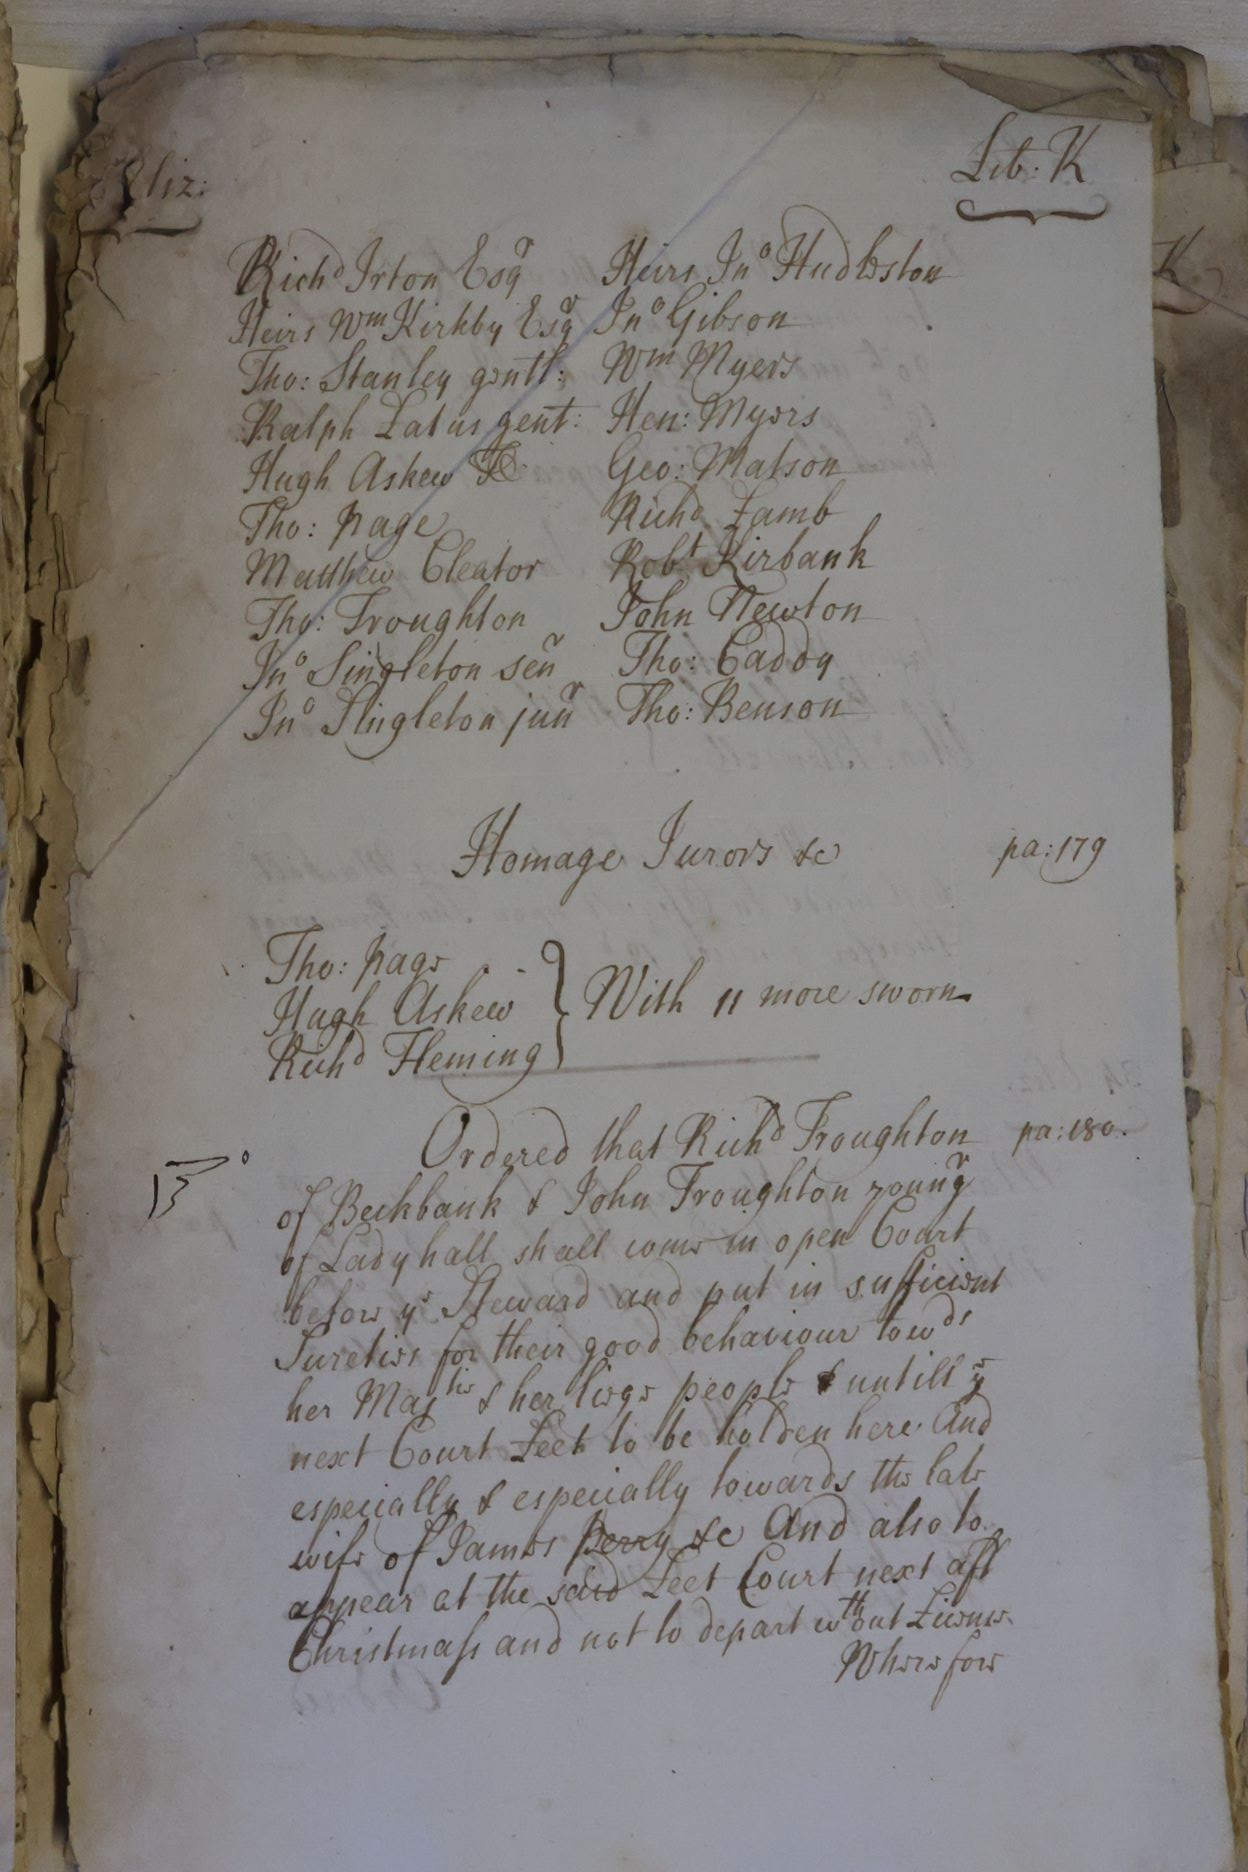 Eliz:
Lib: K
Richd Irton Esqr
Heirs Wm Kirkby Esqr
Tho: Stanley gentl:
Ralph Latus gent:
Hugh Askew &c
Tho: Page
Matthew Cleator
Tho: Troughton
Jno Singleton senr
Jno Singleton junr
Heirs Jno Hudleston
Jno Gibson
Wm Myers
Hen: Myers
Geo: Matson
Richd Lamb
Robt Kirbank
John Newton
Tho: Caddy
Tho: Benson
Homage Jurors &c pa: 179
Tho: Page
Hugh Askew
Richd Fleming
With 11 more sworn
Ordered that Richd Troughton pa: 180.
of Beckbank & John Troughton youngr
of Ladyhall shall come in open Court
before ye Steward and put in sufficient
Sureties for their good behaviour towds
her Matie & her liege people & untill ye
next Court Leet to be holden here And
especially & especially towards the late
wife of James Berry &c And also to
appear at the said Leet Court next aftr
Christmass and not to depart wthout Licence
Wherefore